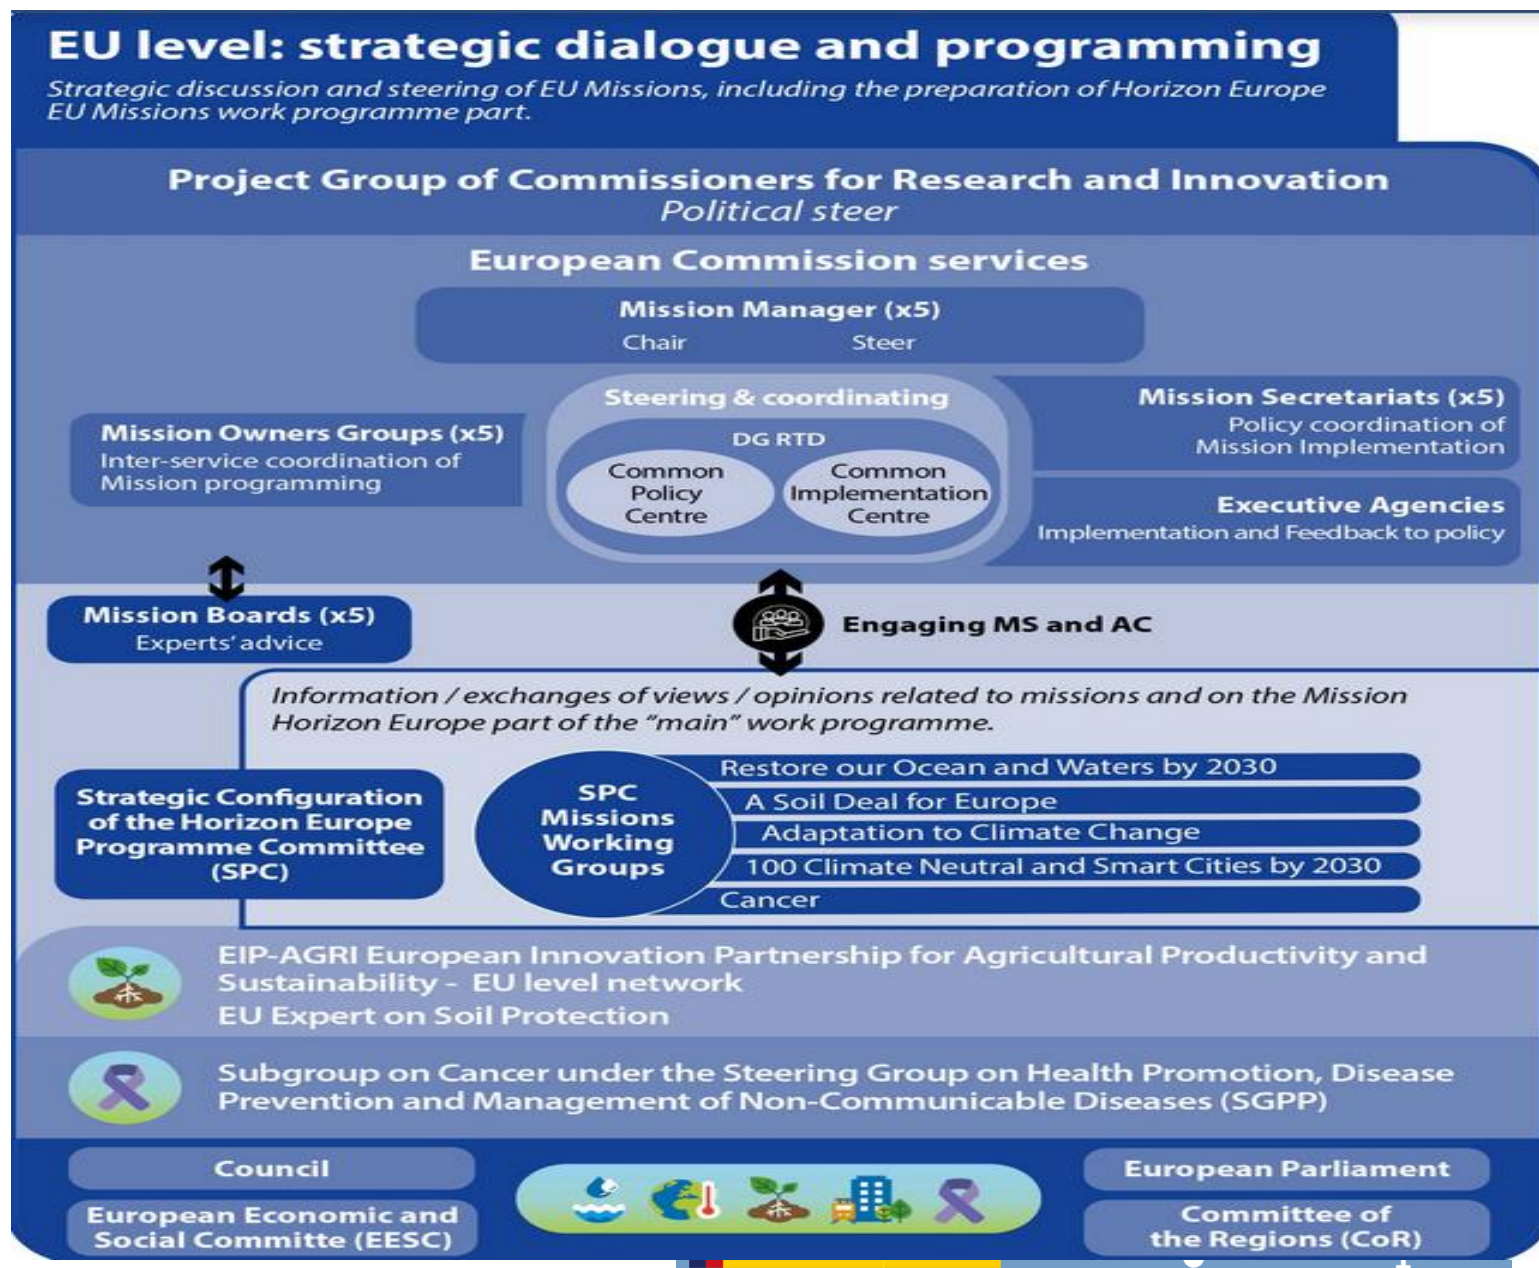 EU level: strategic dialogue and programming
Strategic discussion and steering of EU Missions, including the preparation of Horizon Europe
EU Missions work programme part.
Project Group of Commissioners for Research and Innovation
Political steer
European Commission services
Mission Manager (x5)
Chair Steer
Mission Owners Groups (x5)
Inter-service coordination of
Mission programming
Steering & coordinating
DG RTD
Common
Policy
Centre
Common
Implementation
Centre
Mission Secretariats (x5)
Policy coordination of
Mission Implementation
Executive Agencies
Implementation and Feedback to policy
Mission Boards (x5)
Experts' advice
Engaging MS and AC
Information / exchanges of views / opinions related to missions and on the Mission
Horizon Europe part of the “main” work programme.
Strategic Configuration
of the Horizon Europe
Programme Committee
(SPC)
SPC
Missions
Working
Groups
Restore our Ocean and Waters by 2030
A Soil Deal for Europe
Adaptation to Climate Change
100 Climate Neutral and Smart Cities by 2030
Cancer
EIP-AGRI European Innovation Partnership for Agricultural Productivity and
Sustainability - EU level network
EU Expert on Soil Protection
Subgroup on Cancer under the Steering Group on Health Promotion, Disease
Prevention and Management of Non-Communicable Diseases (SGPP)
Council
European Economic and
Social Committe (EESC)
European Parliament
Committee of
the Regions (CoR)